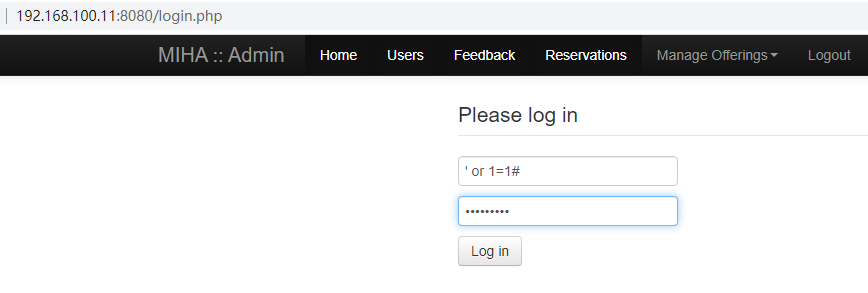 192.168.100.11:8080/login.php
MIHA :: Admin Home Users Feedback Reservations Manage Offerings Logout
Please log in
' or 1=1#
•••••••••
Log in